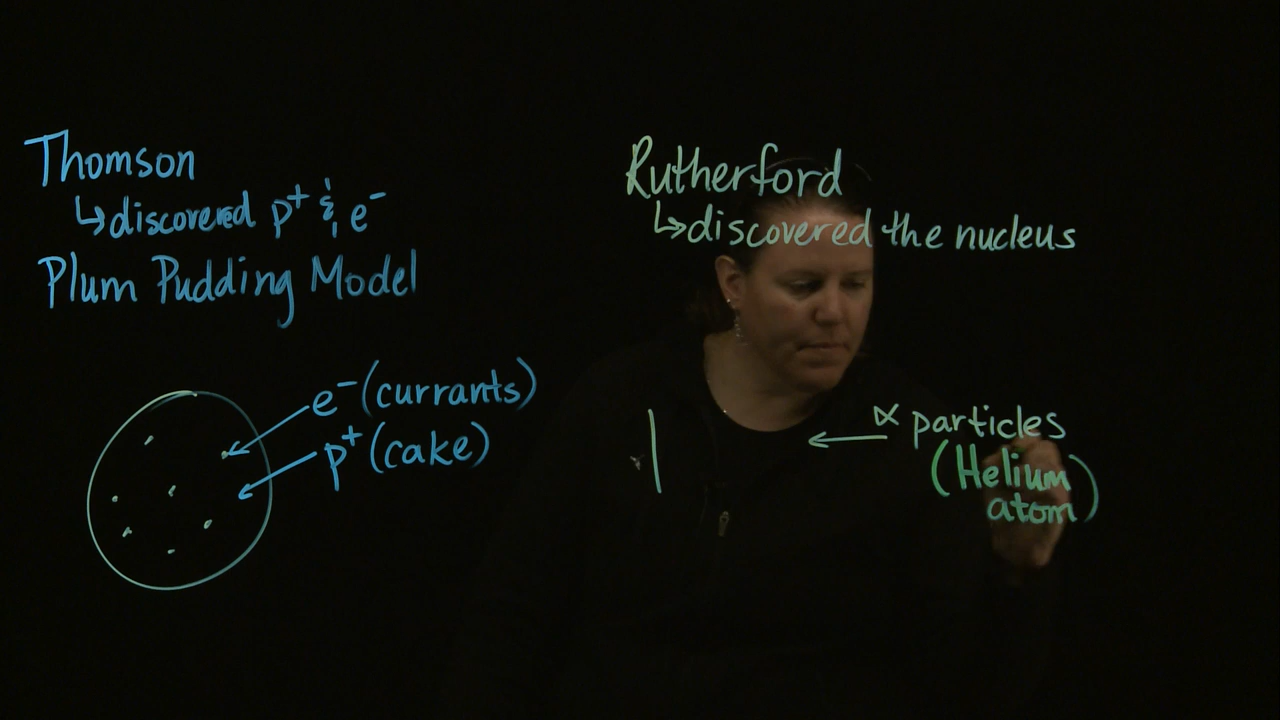 Thomson
↳discovered p⁺ & e⁻
Plum Pudding Model
e⁻ (currants)
p⁺ (cake)
Rutherford
↳discovered the nucleus
α particles
(Helium
atom)